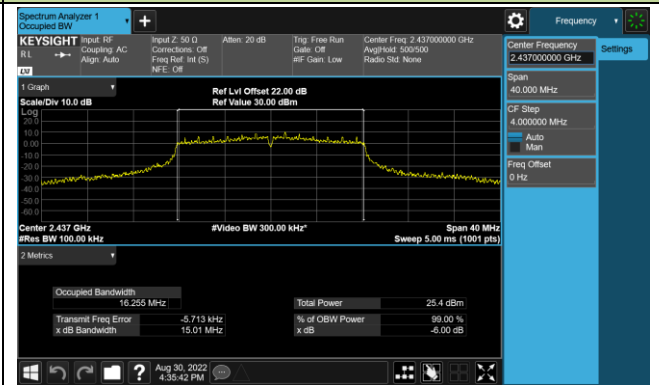 Spectrum Analyzer 1
Occupied BW
Frequency
KEYSIGHT Input: RF
R L Coupling: AC
Align: Auto
LXI
Input Z: 50 Ω
Corrections: Off
Freq Ref: Int (S)
NFE: Off
Atten: 20 dB
Trig: Free Run
Gate: Off
#IF Gain: Low
Center Freq: 2.437000000 GHz
Avg|Hold: 500/500
Radio Std: None
Center Frequency
2.437000000 GHz
Settings
Span
40.000 MHz
CF Step
4.000000 MHz
Auto
Man
Freq Offset
0 Hz
1 Graph
Scale/Div 10.0 dB
Ref Lvl Offset 22.00 dB
Ref Value 30.00 dBm
Log
20.0
10.0
0.00
-10.0
-20.0
-30.0
-40.0
-50.0
-60.0
Center 2.437 GHz
#Res BW 100.00 kHz
#Video BW 300.00 kHz*
Span 40 MHz
Sweep 5.00 ms (1001 pts)
2 Metrics
Occupied Bandwidth
16.255 MHz
Total Power 25.4 dBm
Transmit Freq Error -5.713 kHz
% of OBW Power 99.00 %
x dB Bandwidth 15.01 MHz
x dB -6.00 dB
Aug 30, 2022
4:35:42 PM